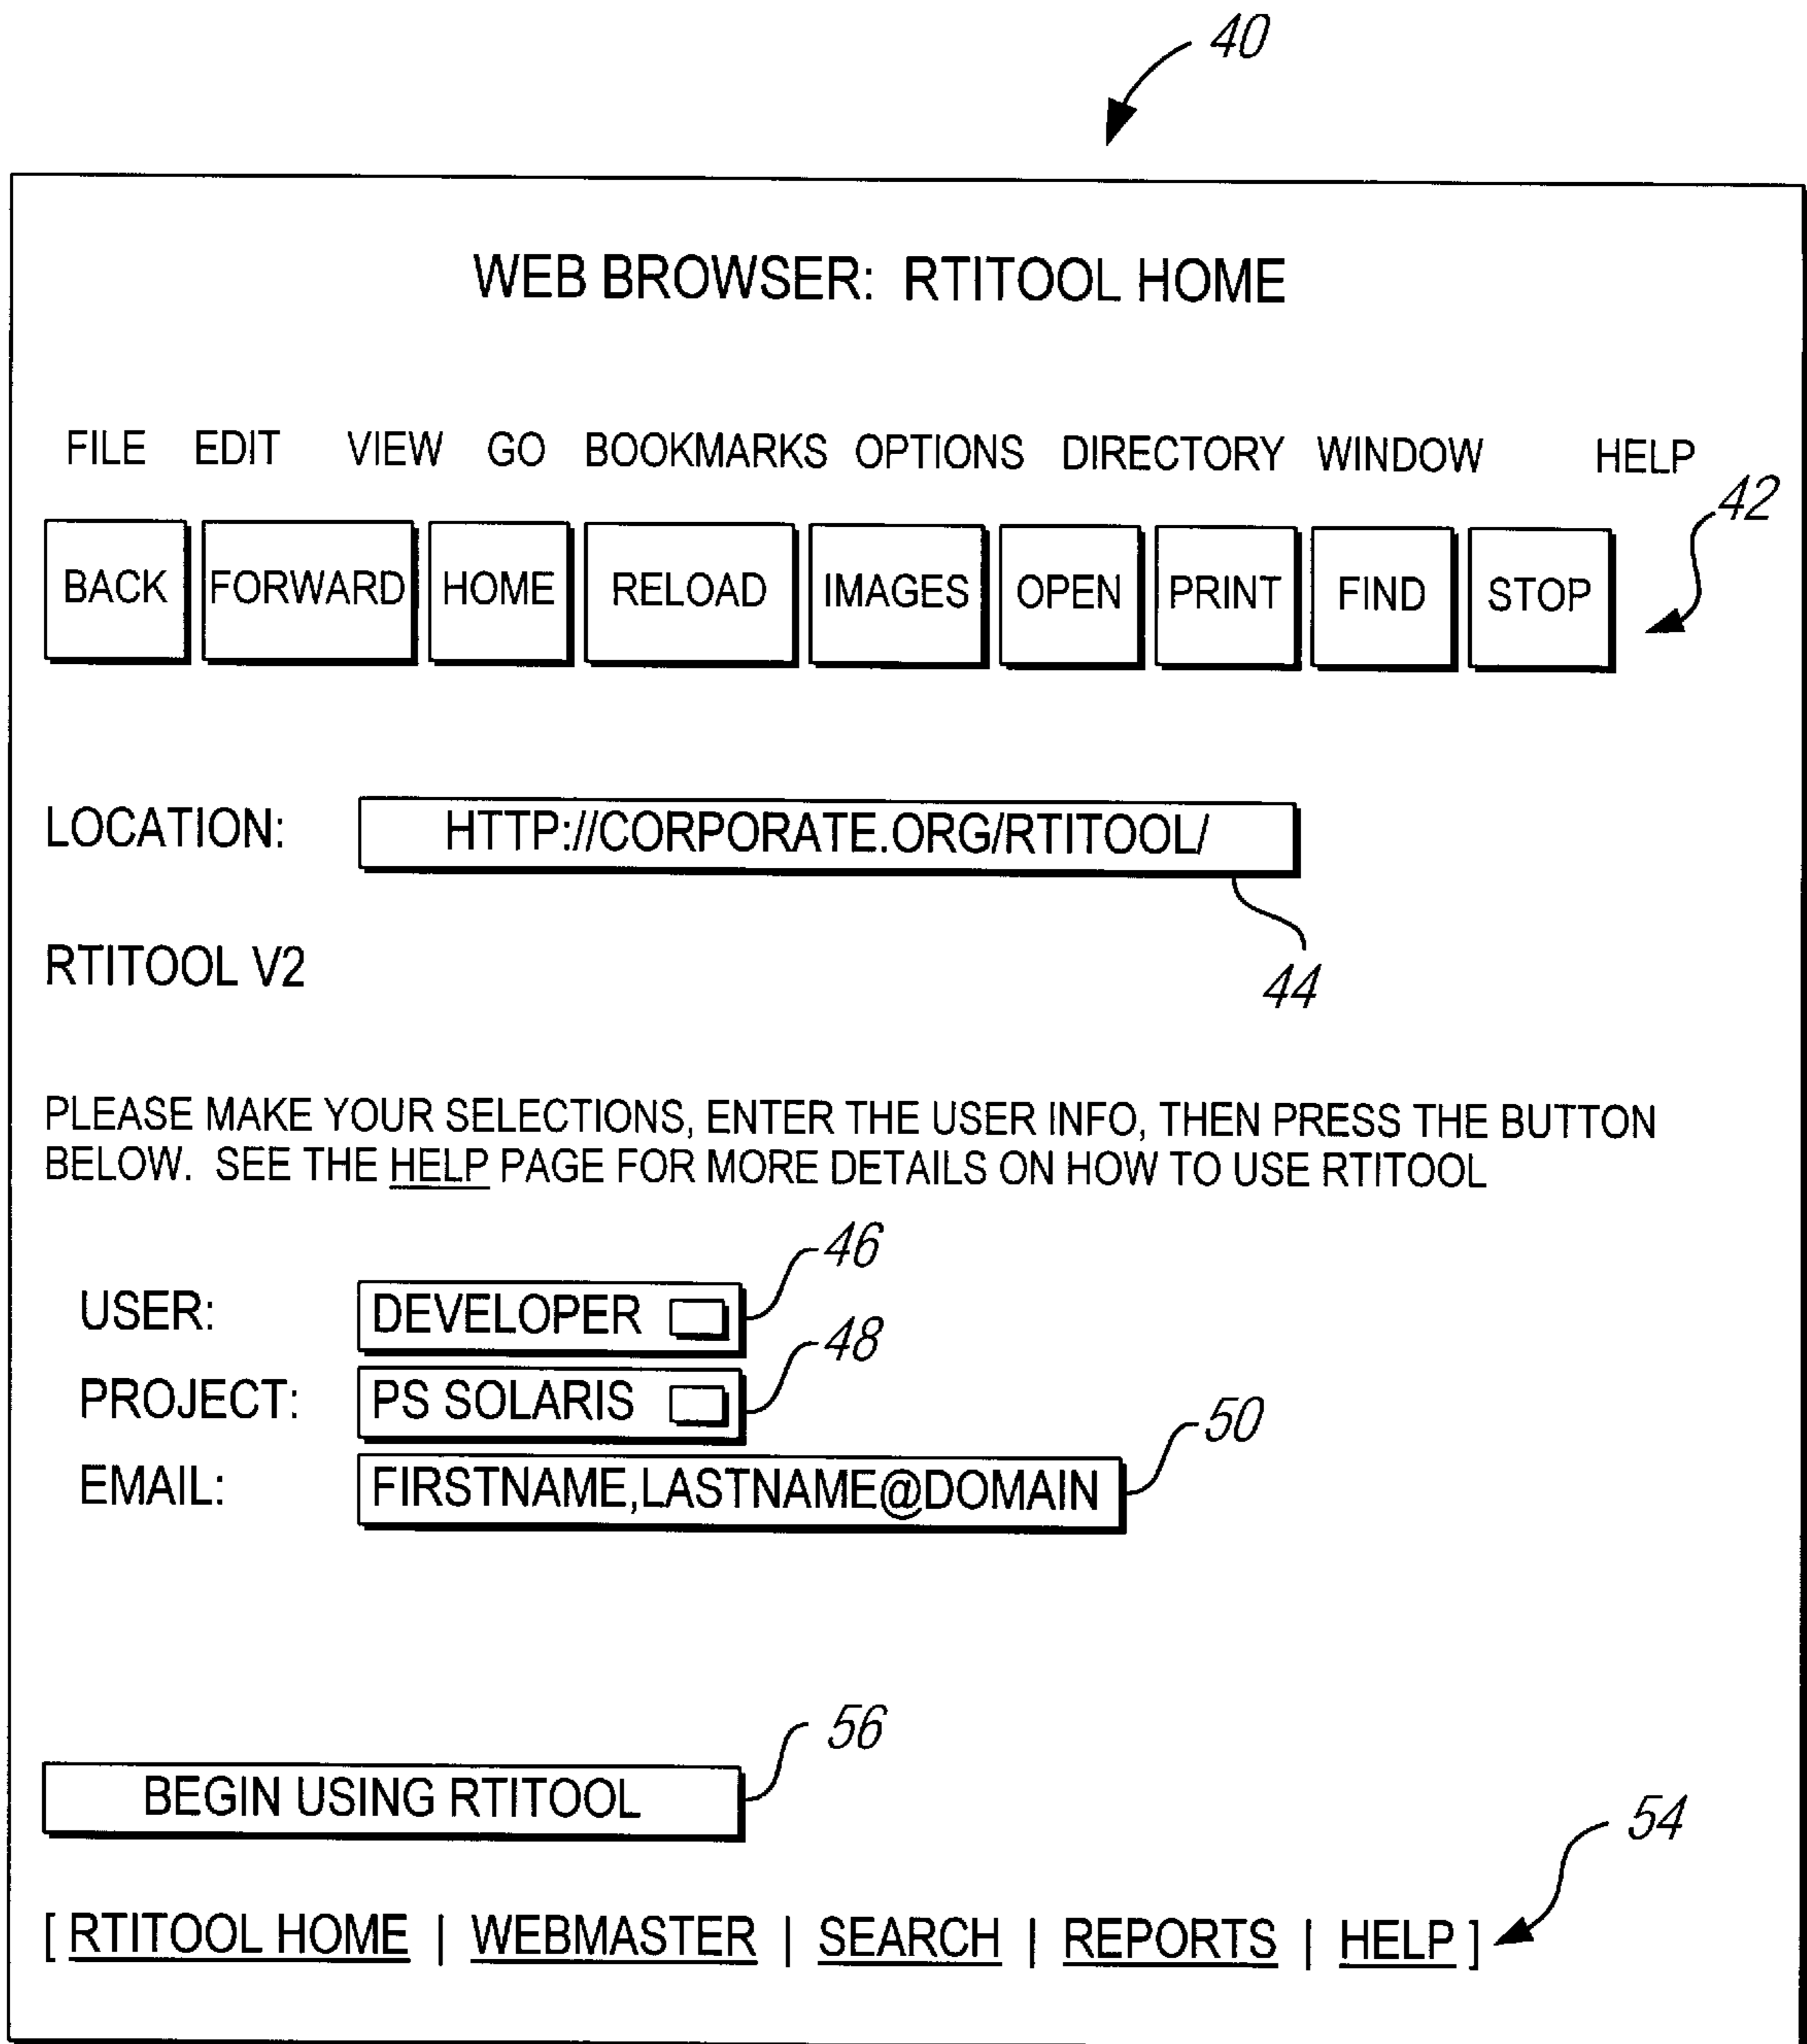 40
WEB BROWSER: RTITOOL HOME
FILE EDIT VIEW GO BOOKMARKS OPTIONS DIRECTORY WINDOW HELP
42
BACK FORWARD HOME RELOAD IMAGES OPEN PRINT FIND STOP
LOCATION: HTTP://CORPORATE.ORG/RTITOOL/
44
RTITOOL V2
PLEASE MAKE YOUR SELECTIONS, ENTER THE USER INFO, THEN PRESS THE BUTTON
BELOW. SEE THE HELP PAGE FOR MORE DETAILS ON HOW TO USE RTITOOL
46
USER: DEVELOPER
48
PROJECT: PS SOLARIS
50
EMAIL: FIRSTNAME,LASTNAME@DOMAIN
56
BEGIN USING RTITOOL
54
[ RTITOOL HOME | WEBMASTER | SEARCH | REPORTS | HELP ]